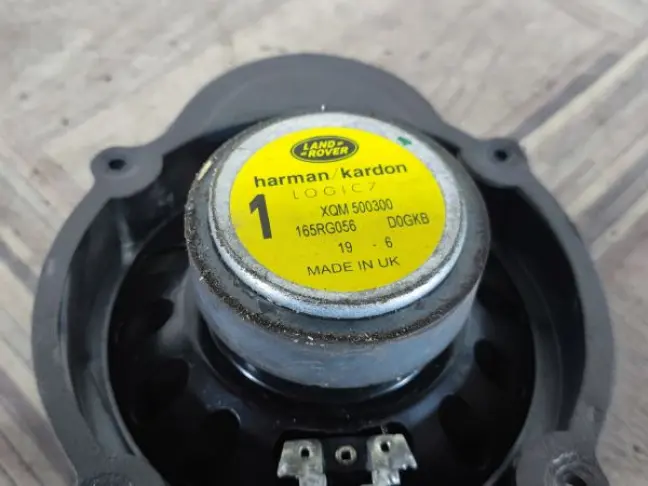 LAND
ROVER
harman/kardon
LOGIC7
1
XQM 500300
165RG056 D0GKB
19 - 6
MADE IN UK